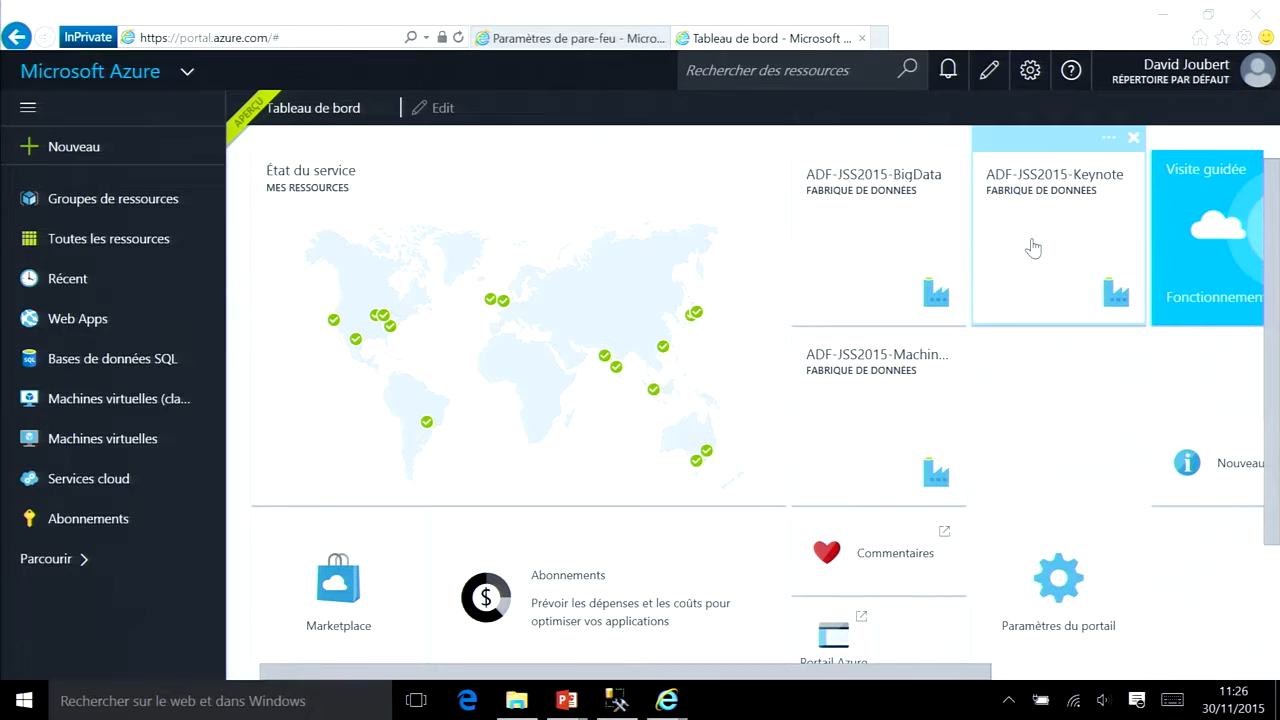 InPrivate
https://portal.azure.com/#
Paramètres de pare-feu - Micro...
Tableau de bord - Microsoft ...
Microsoft Azure
Rechercher des ressources
David Joubert
RÉPERTOIRE PAR DÉFAUT
APERÇU
Tableau de bord
Edit
Nouveau
Groupes de ressources
Toutes les ressources
Récent
Web Apps
Bases de données SQL
Machines virtuelles (cla...
Machines virtuelles
Services cloud
Abonnements
Parcourir
État du service
MES RESSOURCES
ADF-JSS2015-BigData
FABRIQUE DE DONNÉES
ADF-JSS2015-Keynote
FABRIQUE DE DONNÉES
Visite guidée
Fonctionnemen
ADF-JSS2015-Machin...
FABRIQUE DE DONNÉES
Nouveau
Marketplace
$
Abonnements
Prévoir les dépenses et les coûts pour
optimiser vos applications
Commentaires
Portail Azure
Paramètres du portail
Rechercher sur le web et dans Windows
11:26
30/11/2015